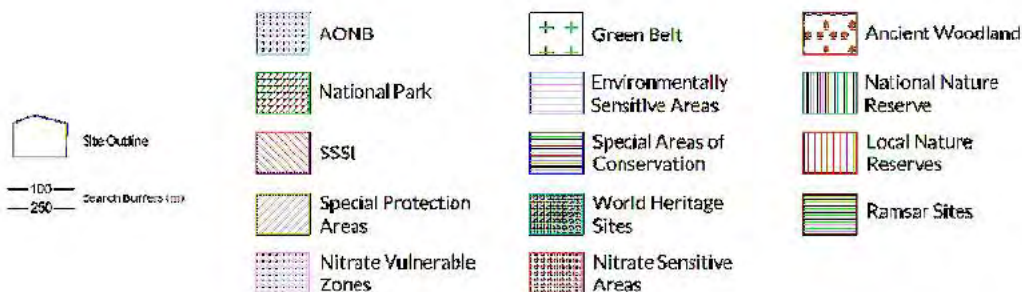 Site Outline
100
250
Search Buffers (m)
AONB
National Park
SSSI
Special Protection
Areas
Nitrate Vulnerable
Zones
Green Belt
Environmentally
Sensitive Areas
Special Areas of
Conservation
World Heritage
Sites
Nitrate Sensitive
Areas
Ancient Woodland
National Nature
Reserve
Local Nature
Reserves
Ramsar Sites